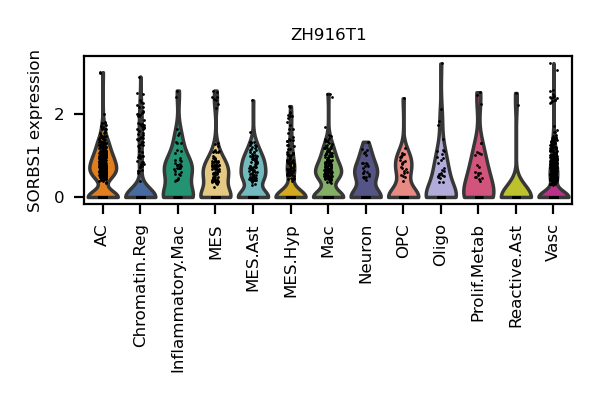 ZH916T1
SORBS1 expression
2
0
AC
Chromatin.Reg
Inflammatory.Mac
MES
MES.Ast
MES.Hyp
Mac
Neuron
OPC
Oligo
Prolif.Metab
Reactive.Ast
Vasc